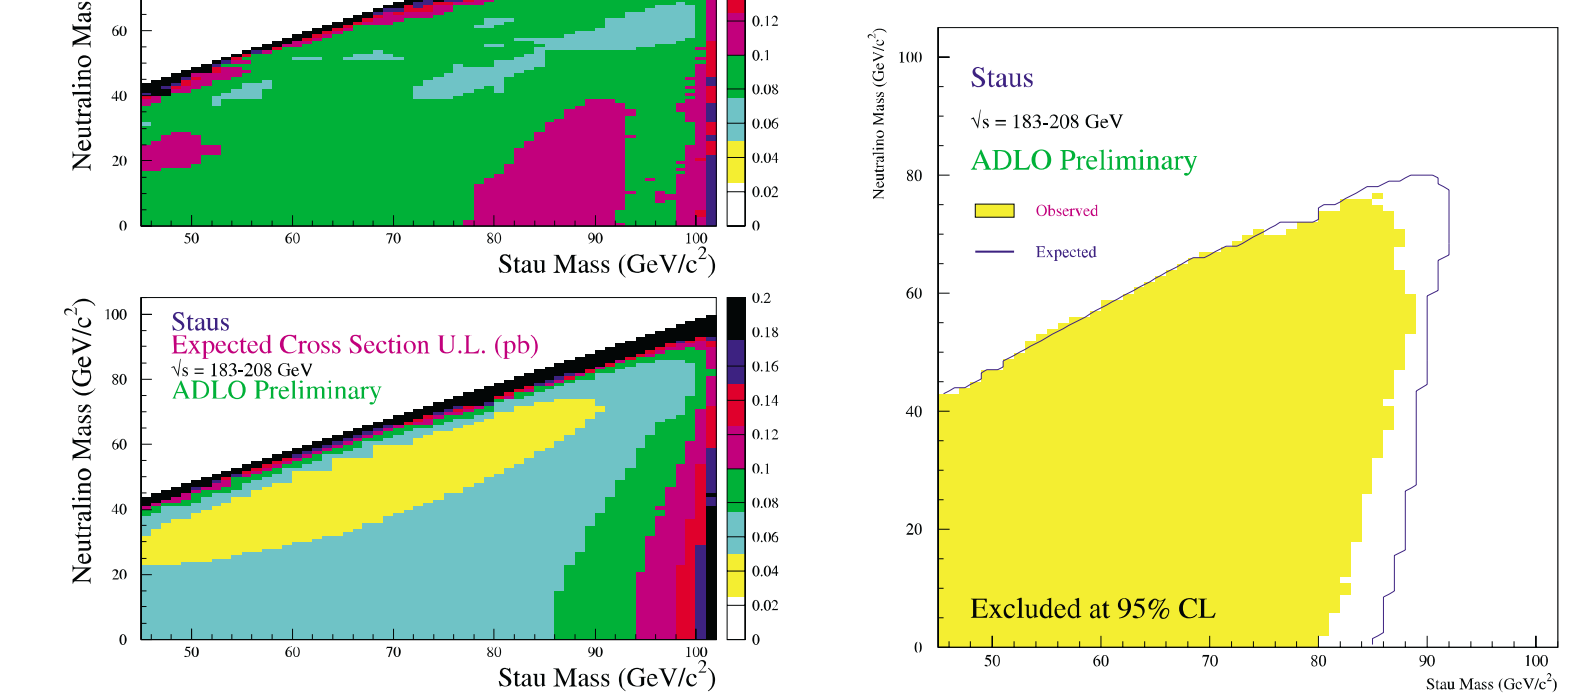 Neutralino Mas
60
40
20
0
50 60 70 80 90 100
Stau Mass (GeV/c2)
0.12
0.1
0.08
0.06
0.04
0.02
0
Neutralino Mass (GeV/c2)
100
80
60
40
20
0
Staus
Expected Cross Section U.L. (pb)
√s = 183-208 GeV
ADLO Preliminary
50 60 70 80 90 100
Stau Mass (GeV/c2)
0.2
0.18
0.16
0.14
0.12
0.1
0.08
0.06
0.04
0.02
0
Neutralino Mass (GeV/c2)
100
80
60
40
20
0
Staus
√s = 183-208 GeV
ADLO Preliminary
Observed
Expected
Excluded at 95% CL
50 60 70 80 90 100
Stau Mass (GeV/c2)